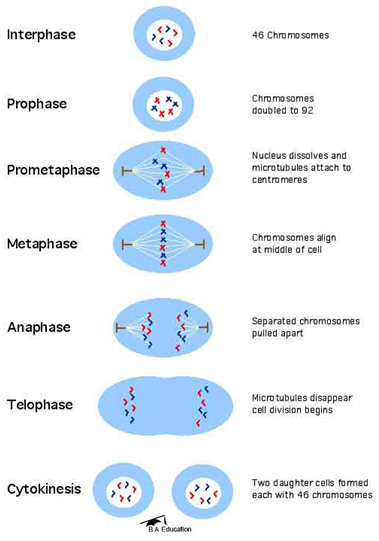 Interphase
46 Chromosomes
Prophase
Chromosomes
doubled to 92
Prometaphase
Nucleus dissolves and
microtubules attach to
centromeres
Metaphase
Chromosomes align
at middle of cell
Anaphase
Separated chromosomes
pulled apart
Telophase
Microtubules disappear
cell division begins
Cytokinesis
Two daughter cells formed
each with 46 chromosomes
B A Education